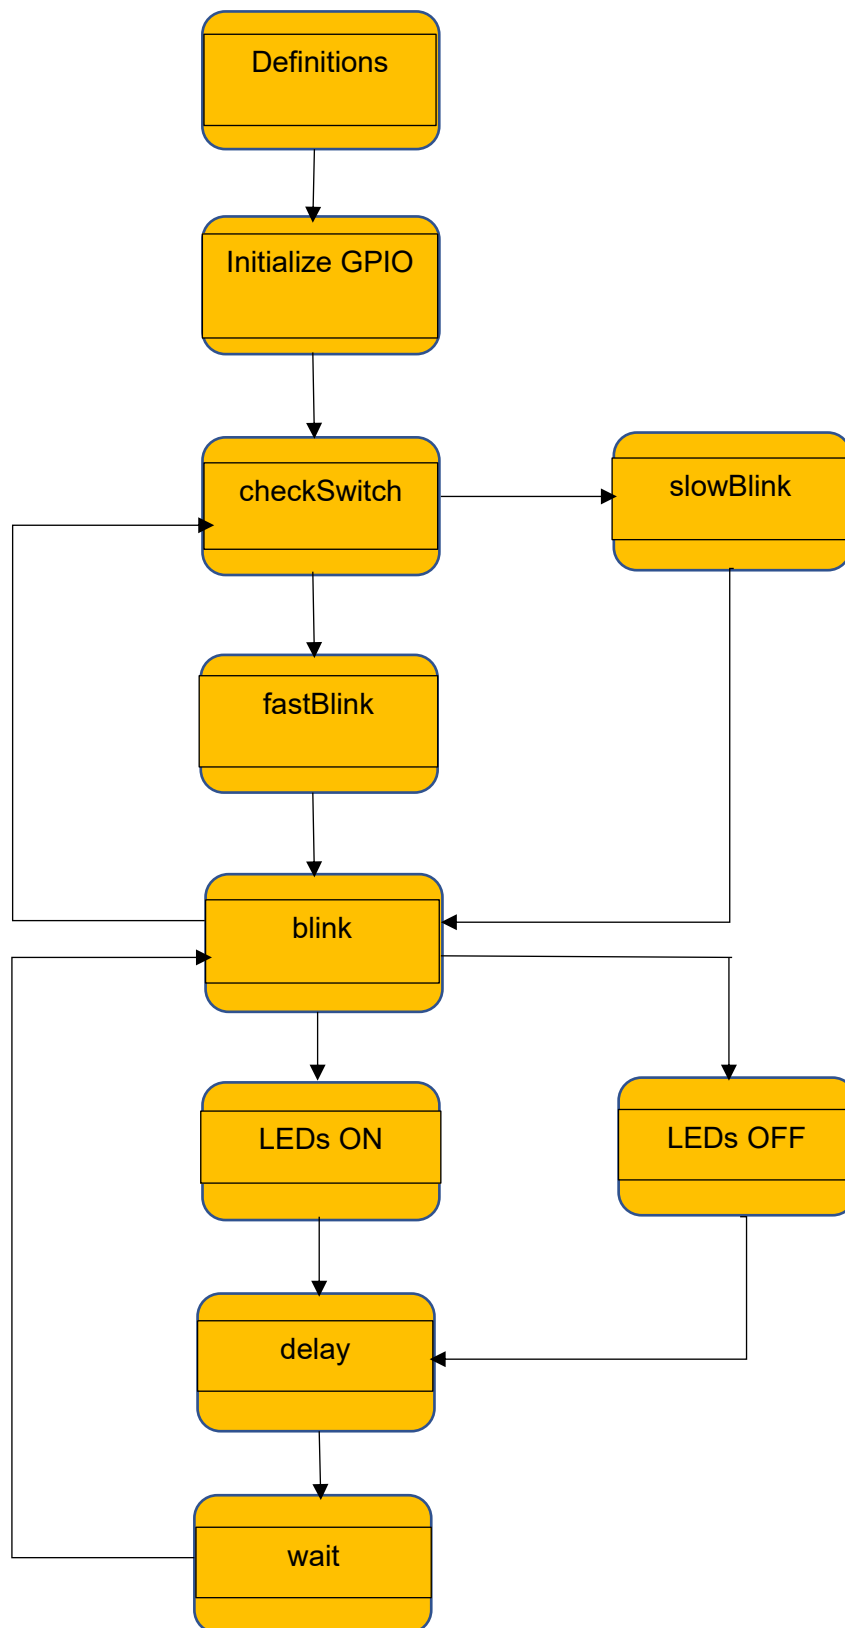 Definitions
Initialize GPIO
checkSwitch
slowBlink
fastBlink
blink
LEDs ON
LEDs OFF
delay
wait